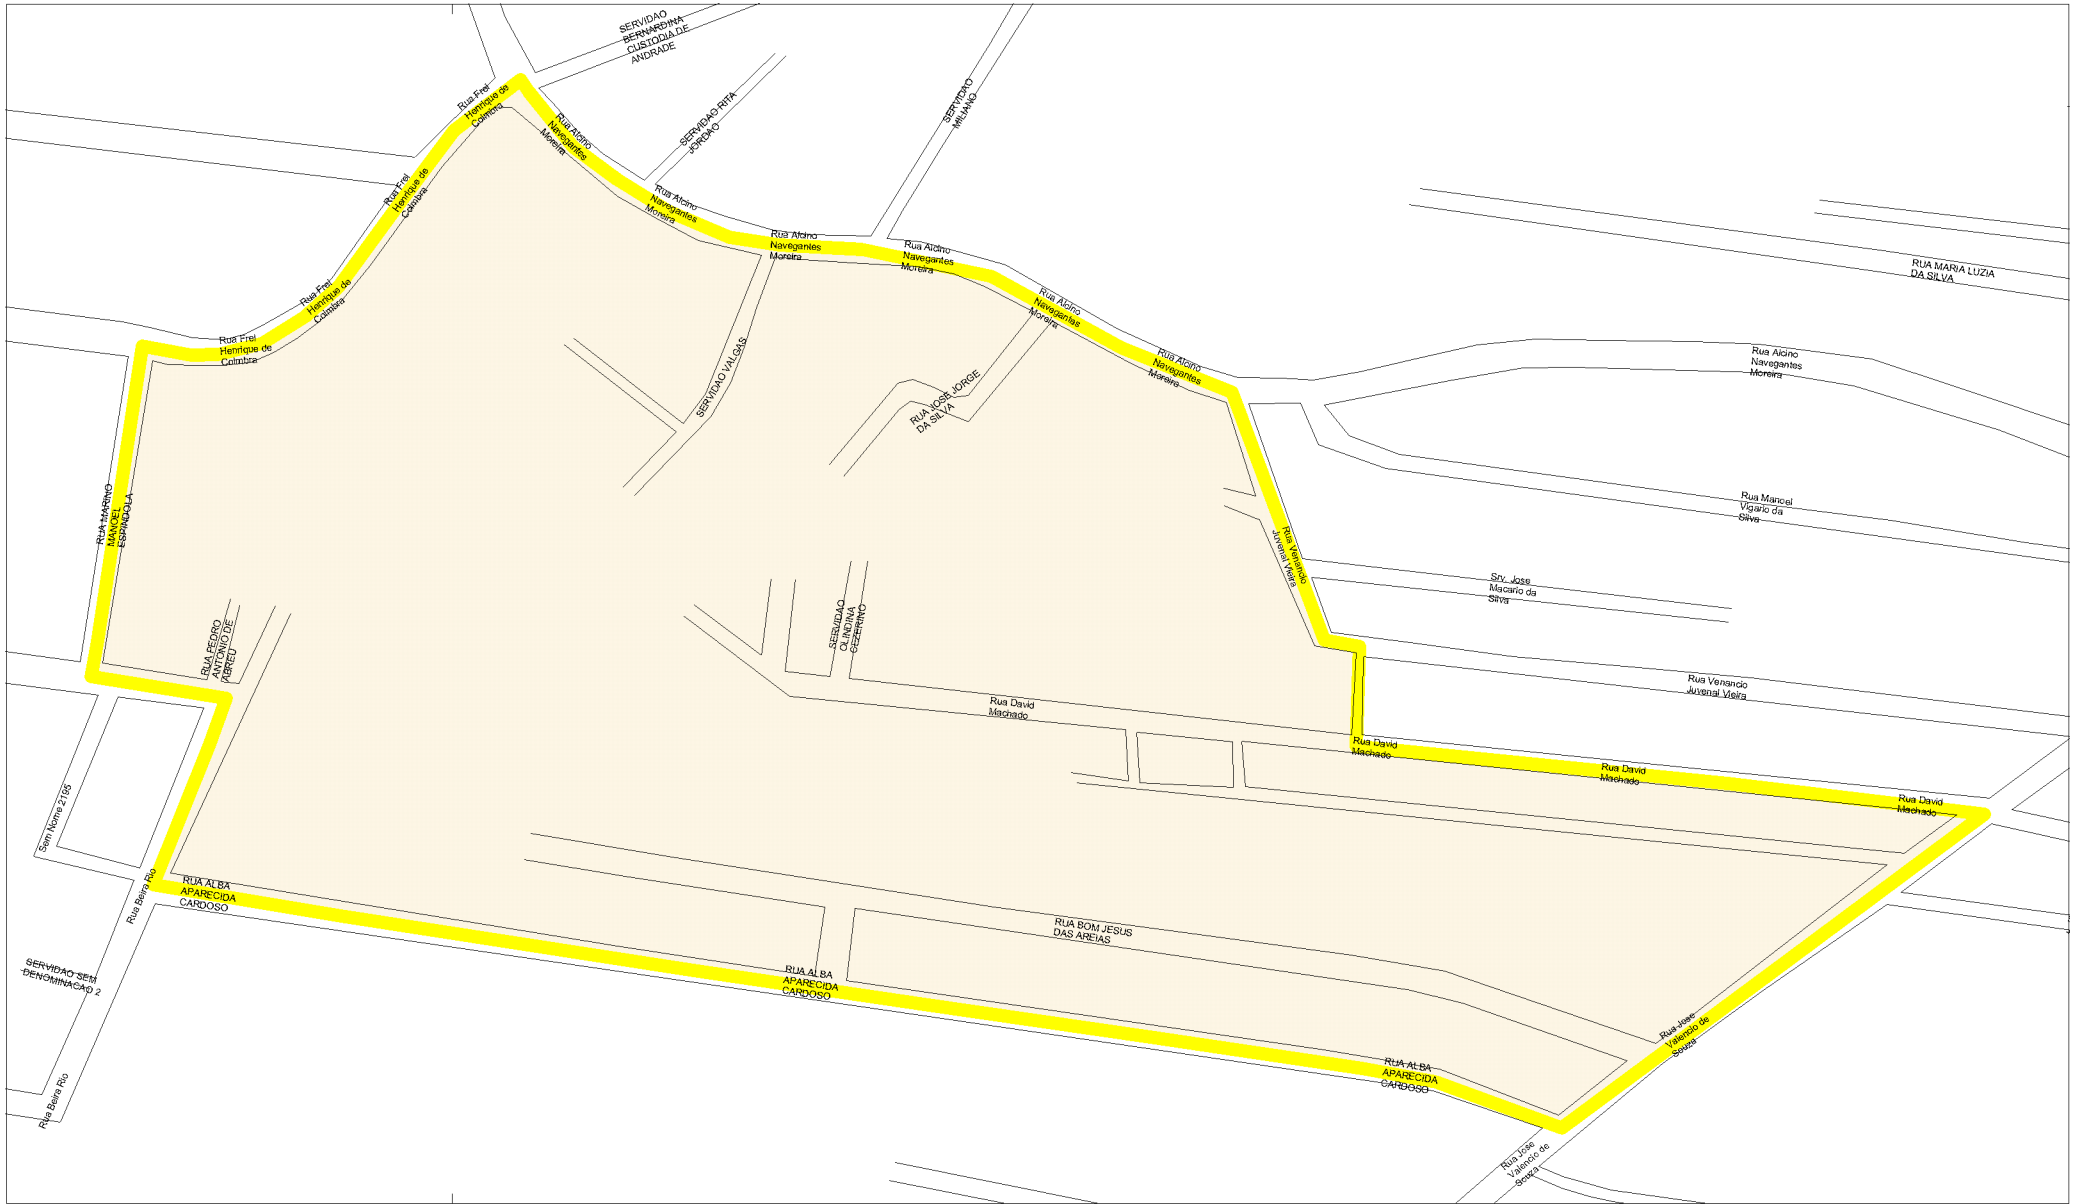 SERVIDAO
BERNARDINA
CUSTODIA DE
ANDRADE
Rua Frei
Henrique de
Coimbra
Rua Alcino
Navegantes
Moreira
SERVIDAO RITA
JORDAO
SERVIDAO
MILIANO
Rua Frei
Henrique de
Coimbra
Rua Alcino
Navegantes
Moreira
Rua Alcino
Navegantes
Moreira
Rua Alcino
Navegantes
Moreira
RUA MARIA LUZIA
DA SILVA
Rua Frei
Henrique de
Coimbra
Rua Alcino
Navegantes
Moreira
Rua Frei
Henrique de
Coimbra
SERVIDAO VALGAS
RUA JOSE JORGE
DA SILVA
Rua Alcino
Navegantes
Moreira
Rua Alcino
Navegantes
Moreira
RUA MARINO
MANOEL
ESPINDOLA
Rua Manoel
Vigario da
Silva
Rua Venancio
Juvenal Vieira
Srv. Jose
Macario da
Silva
RUA PEDRO
ANTONIO DE
ABREU
SERVIDAO
OLINDINA
CEZERINO
Rua Venancio
Juvenal Vieira
Rua David
Machado
Rua David
Machado
Rua David
Machado
Rua David
Machado
Sem Nome 2195
Rua Beira Rio
RUA ALBA
APARECIDA
CARDOSO
RUA BOM JESUS
DAS AREIAS
SERVIDAO SEM
DENOMINACAO 2
RUA ALBA
APARECIDA
CARDOSO
Rua Jose
Valencio de
Souza
Rua Beira Rio
RUA ALBA
APARECIDA
CARDOSO
Rua Jose
Valencio de
Souza